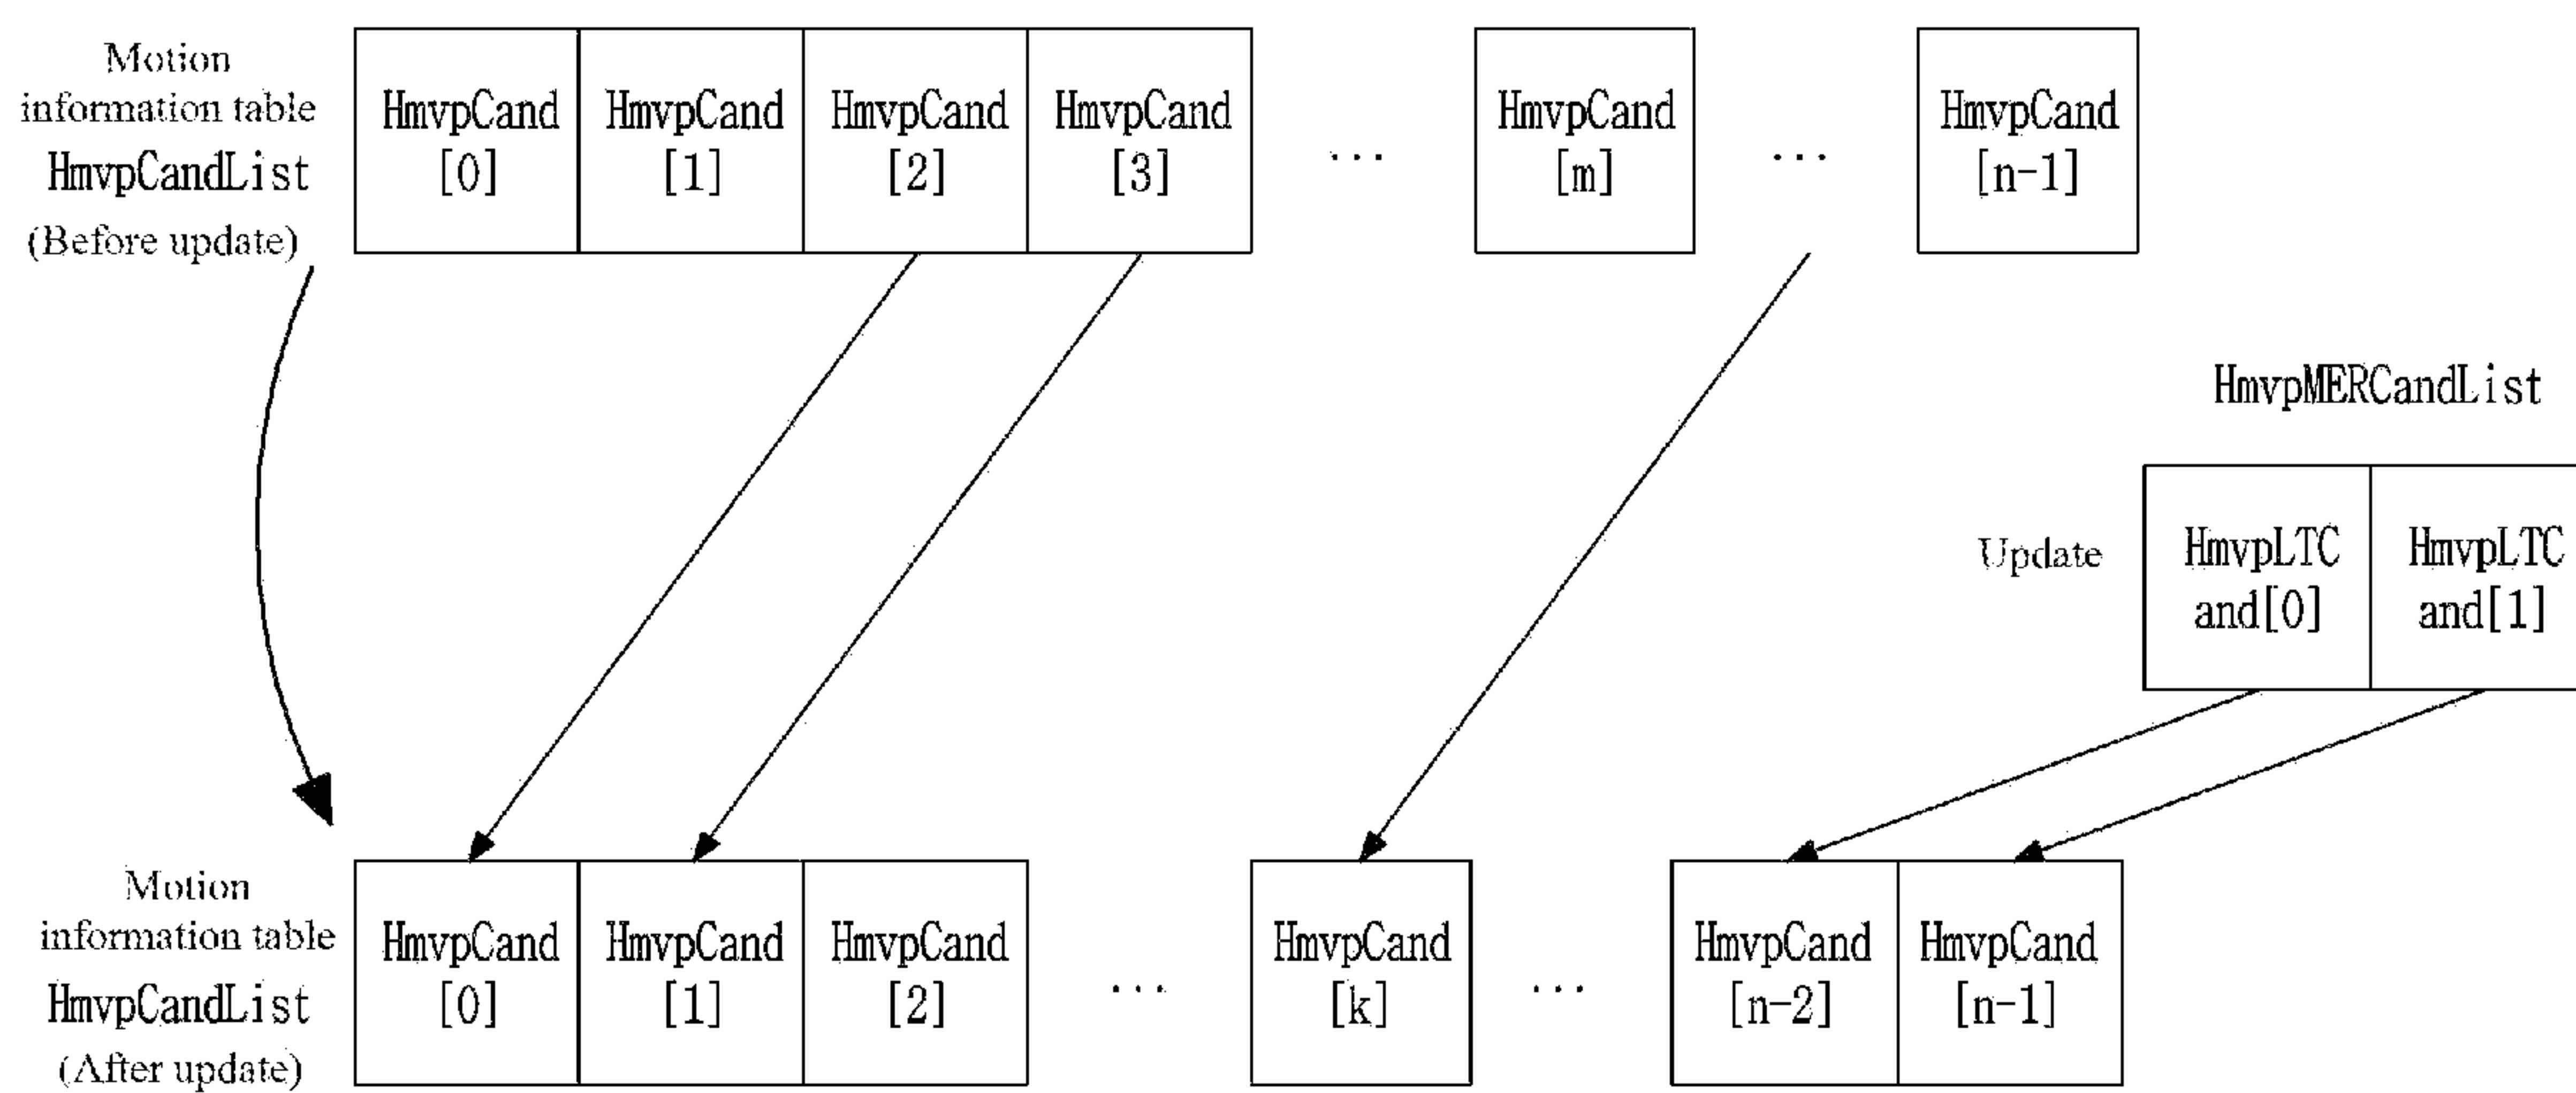 Motion
information table
HmvpCandList
(Before update)
HmvpCand
[0]
HmvpCand
[1]
HmvpCand
[2]
HmvpCand
[3]
...
HmvpCand
[m]
...
HmvpCand
[n-1]
HmvpMERCandList
Update
HmvpLTC
and[0]
HmvpLTC
and[1]
Motion
information table
HmvpCandList
(After update)
HmvpCand
[0]
HmvpCand
[1]
HmvpCand
[2]
...
HmvpCand
[k]
...
HmvpCand
[n-2]
HmvpCand
[n-1]